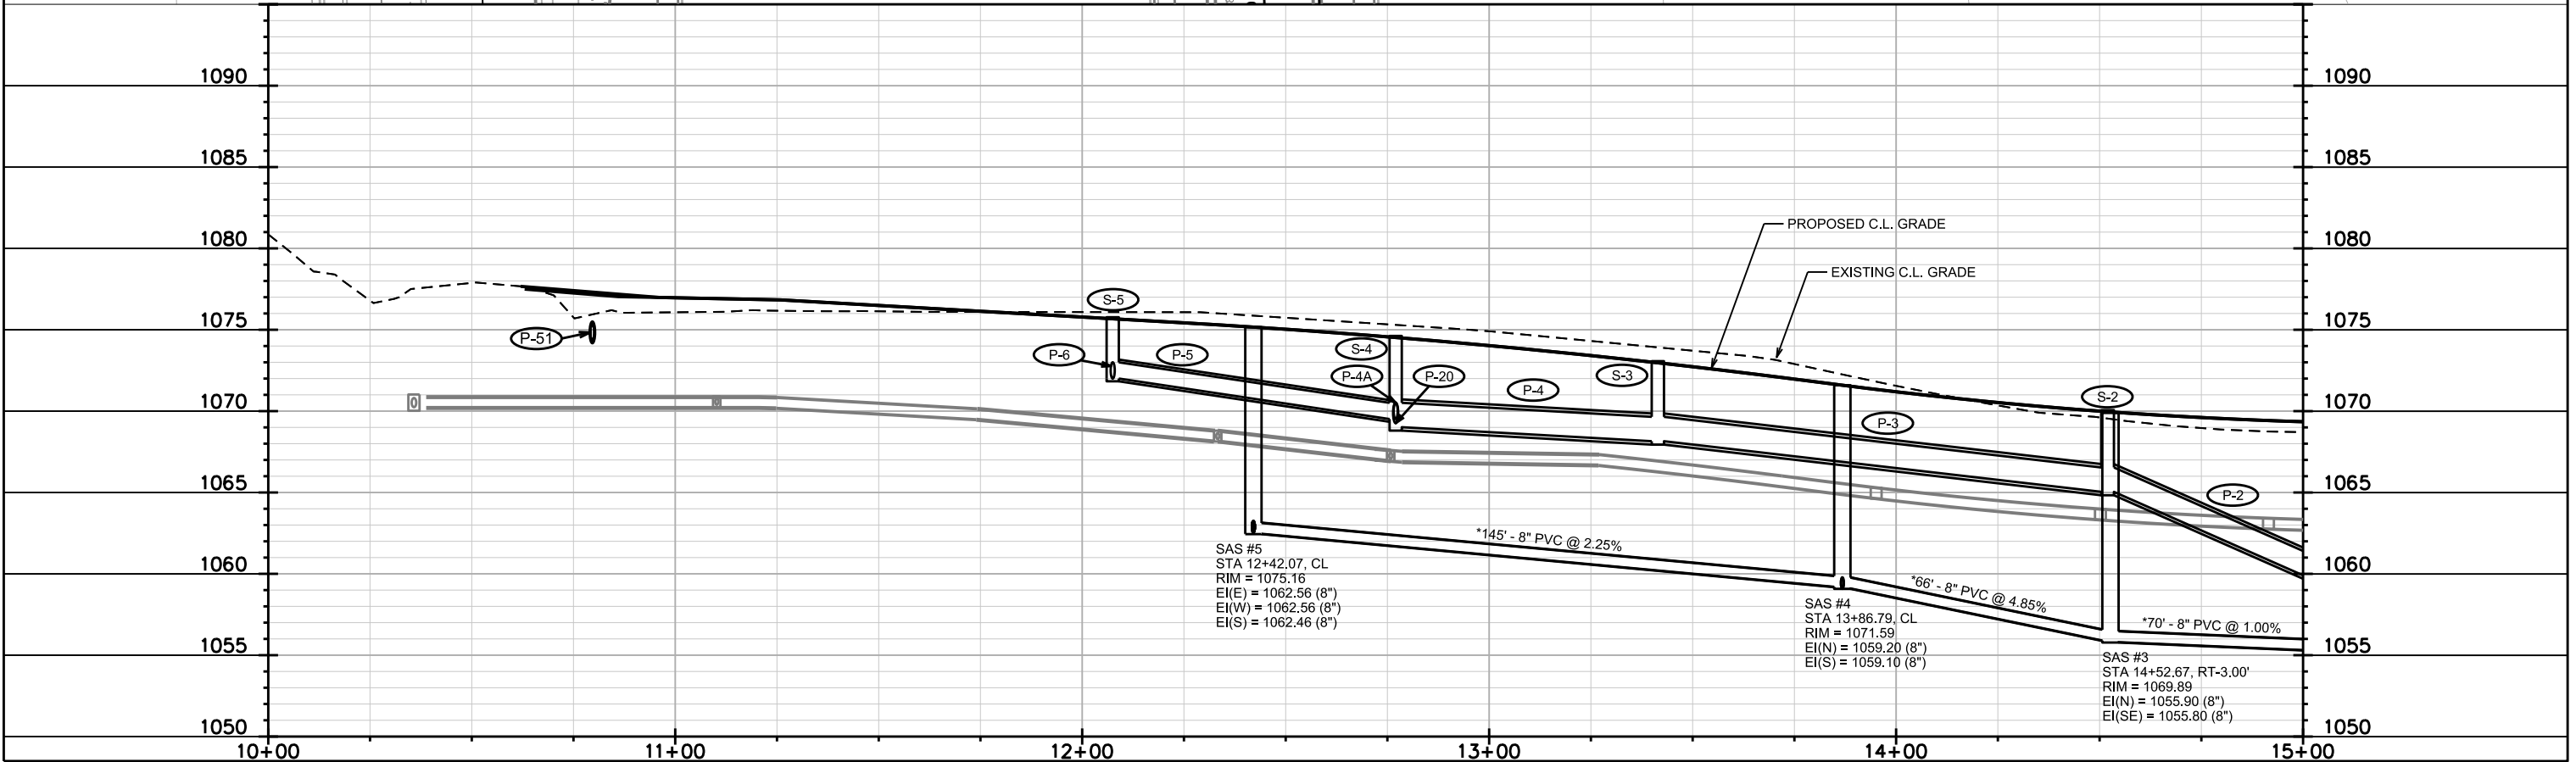 1090 1090
1085 1085
1080 1080
PROPOSED C.L. GRADE
EXISTING C.L. GRADE
1075 1075
P-51
S-5
P-6
P-5
S-4
P-4A
P-20
P-4
S-3
S-2
P-3
P-2
1070 1070
1065 1065
*145' - 8" PVC @ 2.25%
*66' - 8" PVC @ 4.85%
*70' - 8" PVC @ 1.00%
1060 1060
SAS #5
STA 12+42.07, CL
RIM = 1075.16
EI(E) = 1062.56 (8")
EI(W) = 1062.56 (8")
EI(S) = 1062.46 (8")
SAS #4
STA 13+86.79, CL
RIM = 1071.59
EI(N) = 1059.20 (8")
EI(S) = 1059.10 (8")
1055 1055
SAS #3
STA 14+52.67, RT-3.00'
RIM = 1069.89
EI(N) = 1055.90 (8")
EI(SE) = 1055.80 (8")
1050 1050
10+00 11+00 12+00 13+00 14+00 15+00